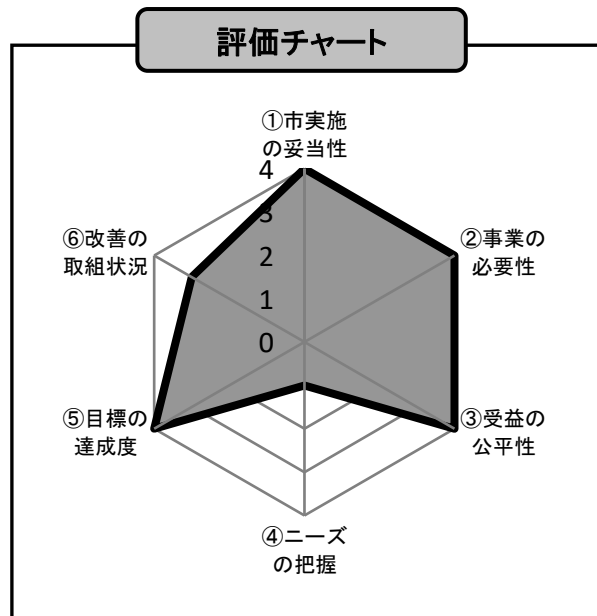 評価チャート
①市実施
の妥当性
4
3
2
1
0
②事業の
必要性
③受益の
公平性
④ニーズ
の把握
⑤目標の
達成度
⑥改善の
取組状況